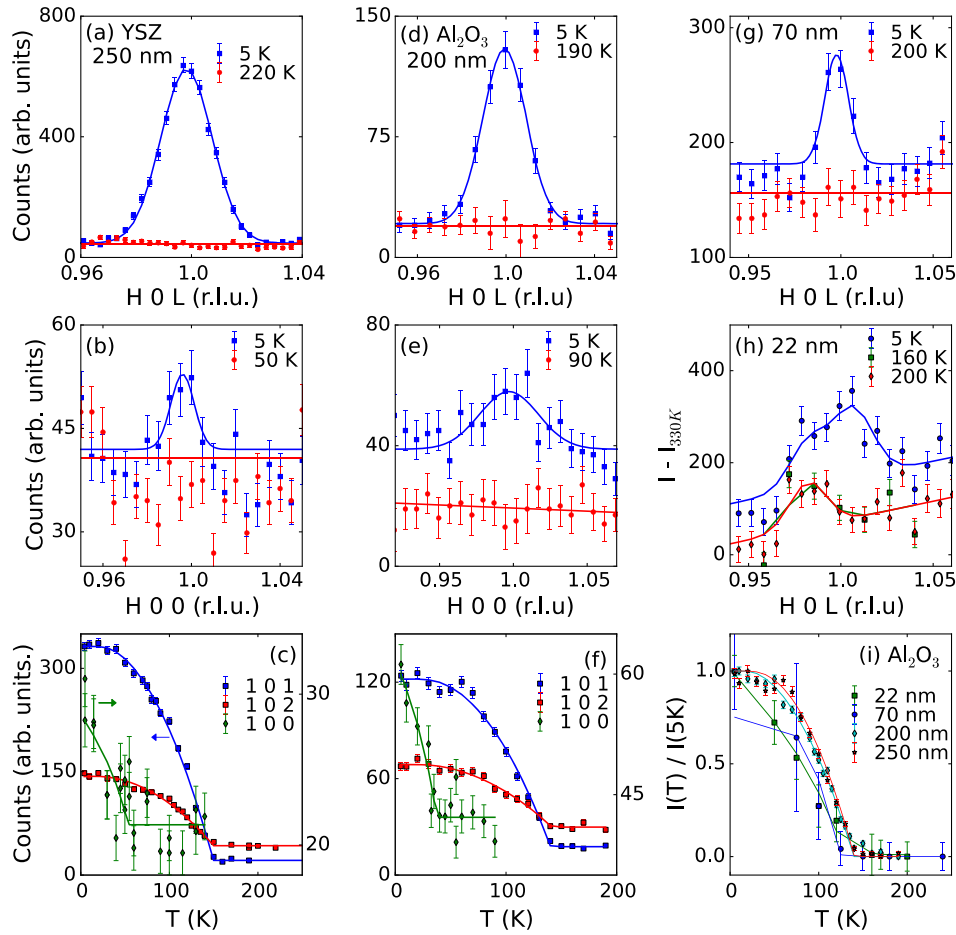 (a) YSZ
250 nm
5 K
220 K
800
400
0
Counts (arb. units)
0.96
1.0
1.04
H 0 L (r.l.u)
(d) Al₂O₃
200 nm
5 K
190 K
150
75
0
0.95
1.0
1.05
H 0 L (r.l.u)
(g) 70 nm
5 K
200 K
300
200
100
0.95
1.0
1.05
H 0 L (r.l.u)
(b)
5 K
50 K
60
45
30
Counts (arb. units)
0.96
1.0
1.04
H 0 0 (r.l.u)
(e)
5 K
90 K
80
40
0
0.95
1.0
1.05
H 0 0 (r.l.u)
(h) 22 nm
5 K
160 K
200 K
400
200
0
I - I₃₃₀K
0.95
1.0
1.05
H 0 L (r.l.u)
(c)
1 0 1
1 0 2
1 0 0
300
150
0
30
20
Counts (arb. units.)
0
100
200
T (K)
(f)
1 0 1
1 0 2
1 0 0
120
60
0
60
45
0
50
100
150
200
T (K)
(i) Al₂O₃
22 nm
70 nm
200 nm
250 nm
1.0
0.5
0.0
I(T) / I(5K)
0
100
200
T (K)